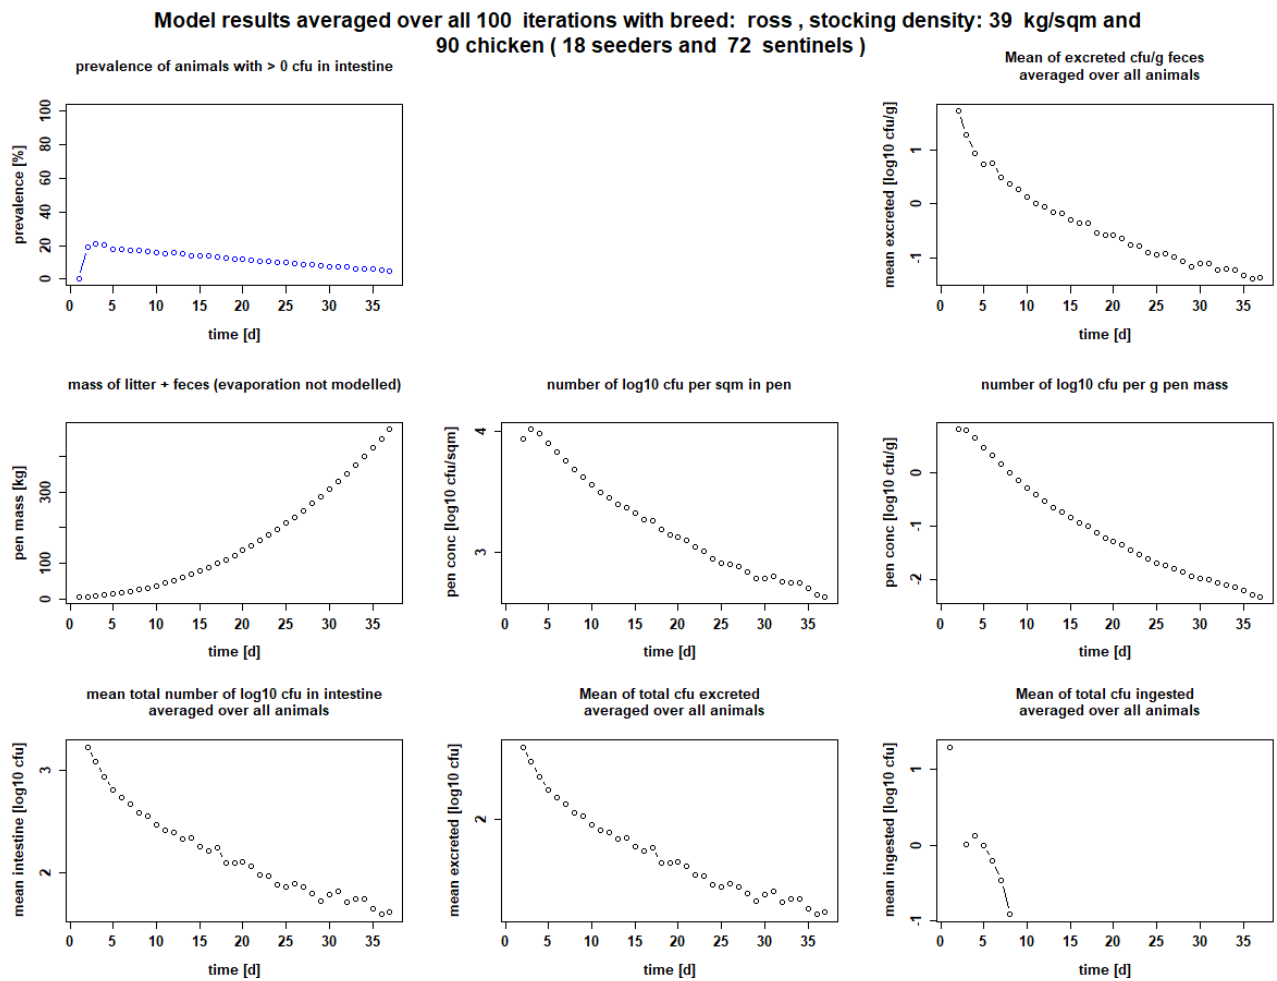 Model results averaged over all 100 iterations with breed: ross , stocking density: 39 kg/sqm and
90 chicken ( 18 seeders and 72 sentinels )
prevalence of animals with > 0 cfu in intestine
prevalence [%]
100
80
60
40
20
0
0 5 10 15 20 25 30 35
time [d]
Mean of excreted cfu/g feces
averaged over all animals
mean excreted [log10 cfu/g]
1
0
-1
0 5 10 15 20 25 30 35
time [d]
mass of litter + feces (evaporation not modelled)
pen mass [kg]
300
100
0
0 5 10 15 20 25 30 35
time [d]
number of log10 cfu per sqm in pen
pen conc [log10 cfu/sqm]
4
3
0 5 10 15 20 25 30 35
time [d]
number of log10 cfu per g pen mass
pen conc [log10 cfu/g]
0
-1
-2
0 5 10 15 20 25 30 35
time [d]
mean total number of log10 cfu in intestine
averaged over all animals
mean intestine [log10 cfu]
3
2
0 5 10 15 20 25 30 35
time [d]
Mean of total cfu excreted
averaged over all animals
mean excreted [log10 cfu]
2
0 5 10 15 20 25 30 35
time [d]
Mean of total cfu ingested
averaged over all animals
mean ingested [log10 cfu]
1
0
-1
0 5 10 15 20 25 30 35
time [d]